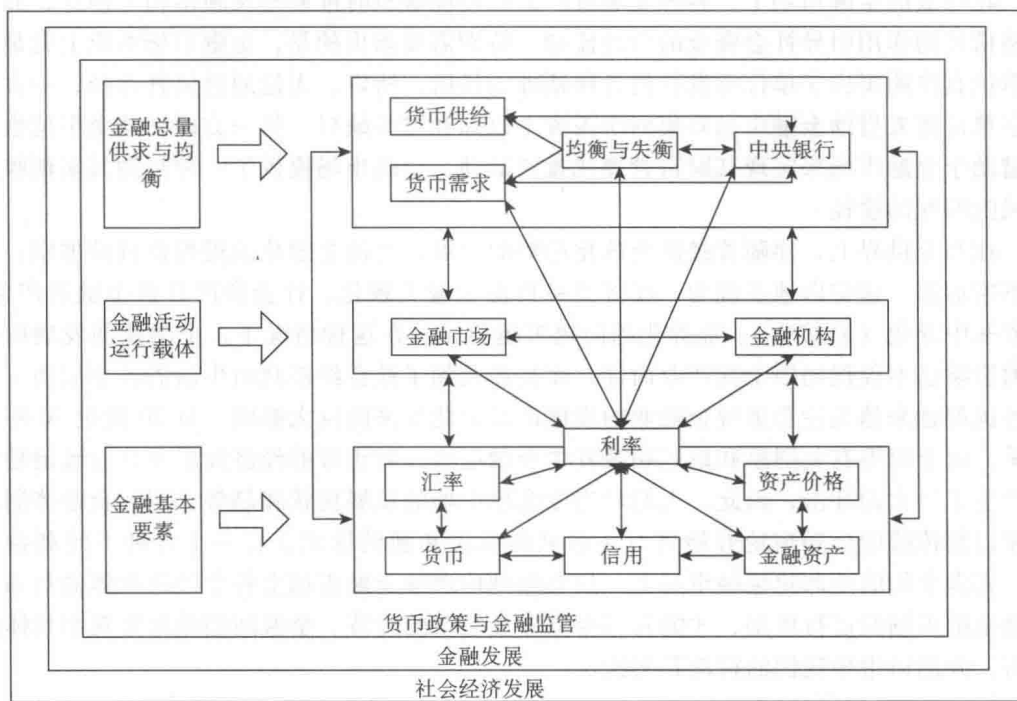 金融总量
供求与均
衡
货币供给
货币需求
均衡与失衡
中央银行
金融活动
运行载体
金融市场
金融机构
利率
金融基本
要素
汇率
资产价格
货币
信用
金融资产
货币政策与金融监管
金融发展
社会经济发展